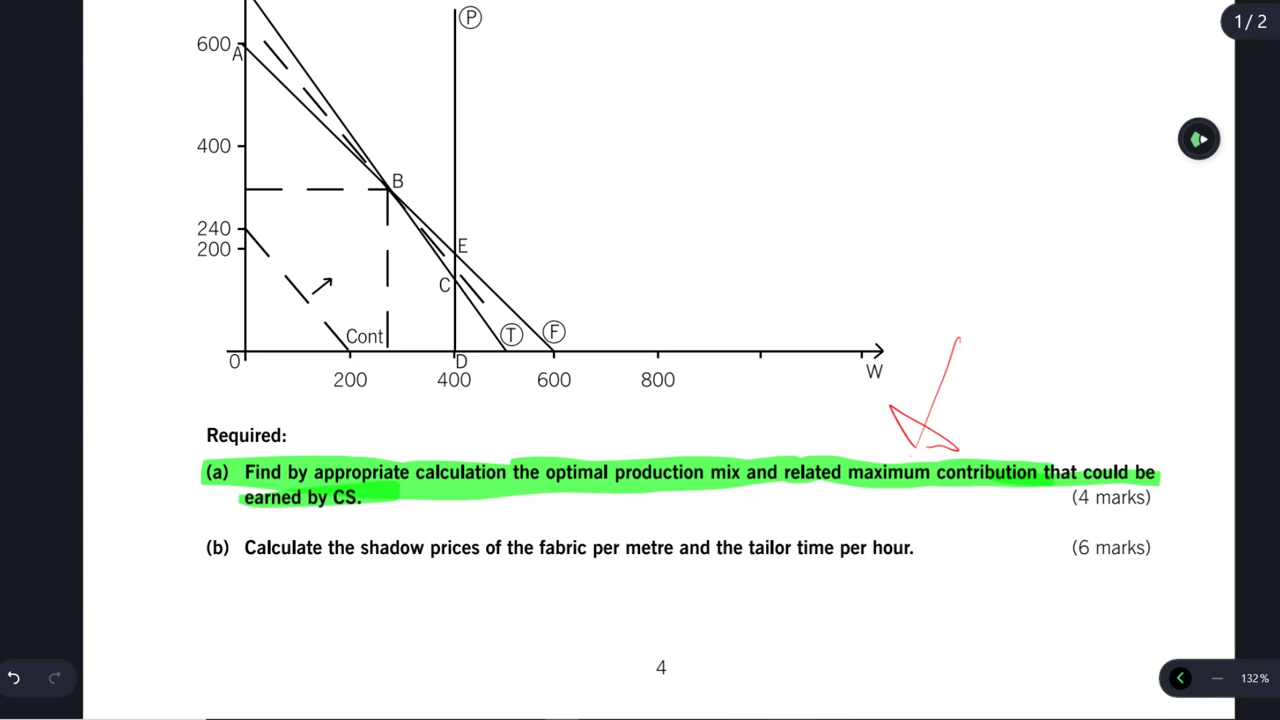 1 / 2
P
600
A
400
B
240
200
E
C
Cont
T
F
0
D
W
200
400
600
800
Required:
(a) Find by appropriate calculation the optimal production mix and related maximum contribution that could be
earned by CS. (4 marks)
(b) Calculate the shadow prices of the fabric per metre and the tailor time per hour. (6 marks)
4
132%